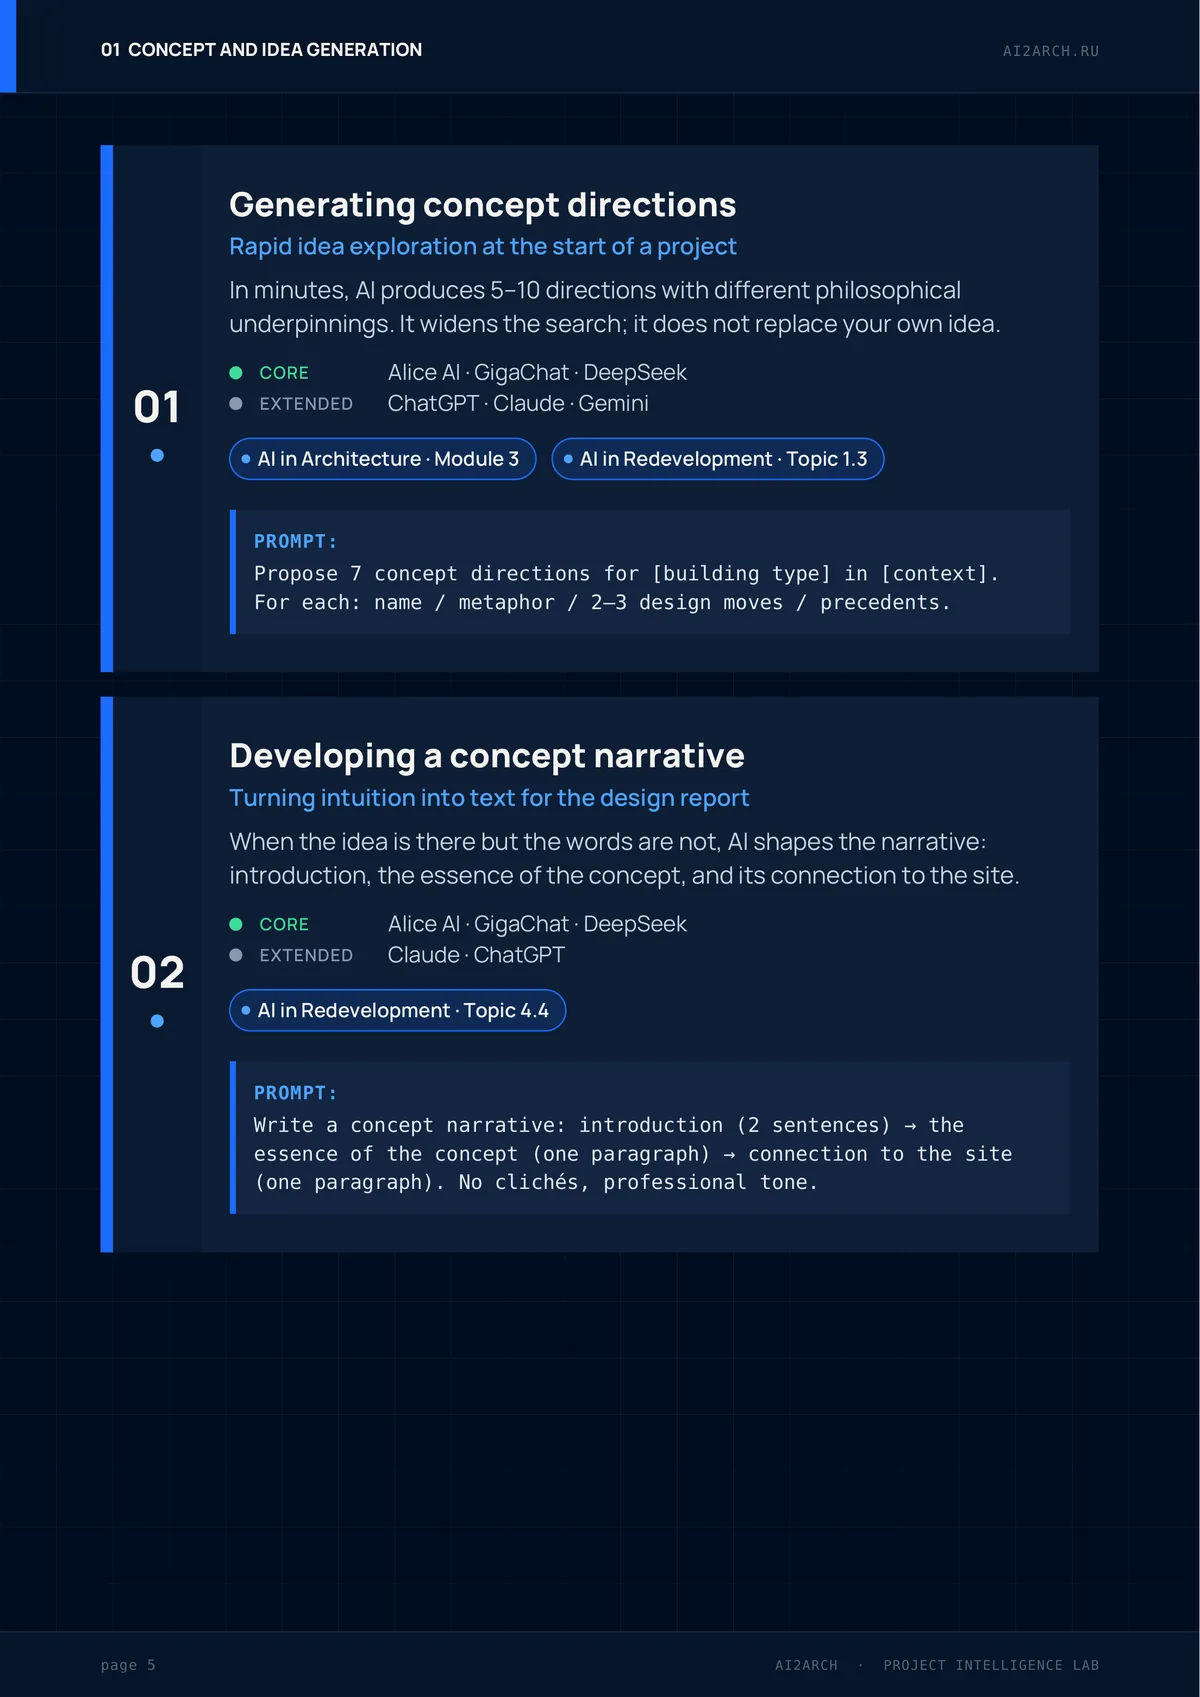 01 CONCEPT AND IDEA GENERATION
AI2ARCH.RU
01
Generating concept directions
Rapid idea exploration at the start of a project
In minutes, AI produces 5–10 directions with different philosophical
underpinnings. It widens the search; it does not replace your own idea.
CORE Alice AI · GigaChat · DeepSeek
EXTENDED ChatGPT · Claude · Gemini
AI in Architecture · Module 3
AI in Redevelopment · Topic 1.3
PROMPT:
Propose 7 concept directions for [building type] in [context].
For each: name / metaphor / 2–3 design moves / precedents.
02
Developing a concept narrative
Turning intuition into text for the design report
When the idea is there but the words are not, AI shapes the narrative:
introduction, the essence of the concept, and its connection to the site.
CORE Alice AI · GigaChat · DeepSeek
EXTENDED Claude · ChatGPT
AI in Redevelopment · Topic 4.4
PROMPT:
Write a concept narrative: introduction (2 sentences) → the
essence of the concept (one paragraph) → connection to the site
(one paragraph). No clichés, professional tone.
page 5
AI2ARCH · PROJECT INTELLIGENCE LAB